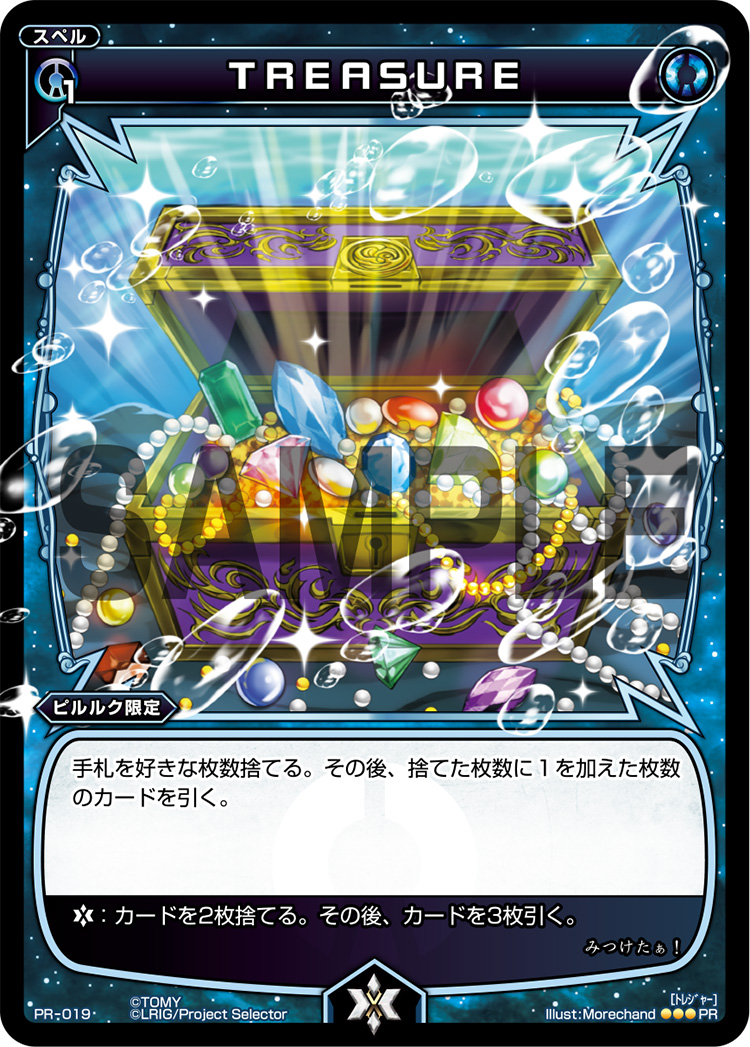 スペル
1
TREASURE
SAMPLE
ピルルク限定
手札を好きな枚数捨てる。その後、捨てた枚数に１を加えた枚数
のカードを引く。
：カードを2枚捨てる。その後、カードを3枚引く。
みつけたぁ！
PR-019
©TOMY
©LRIG/Project Selector
[トレジャー]
Illust:Morechand
PR